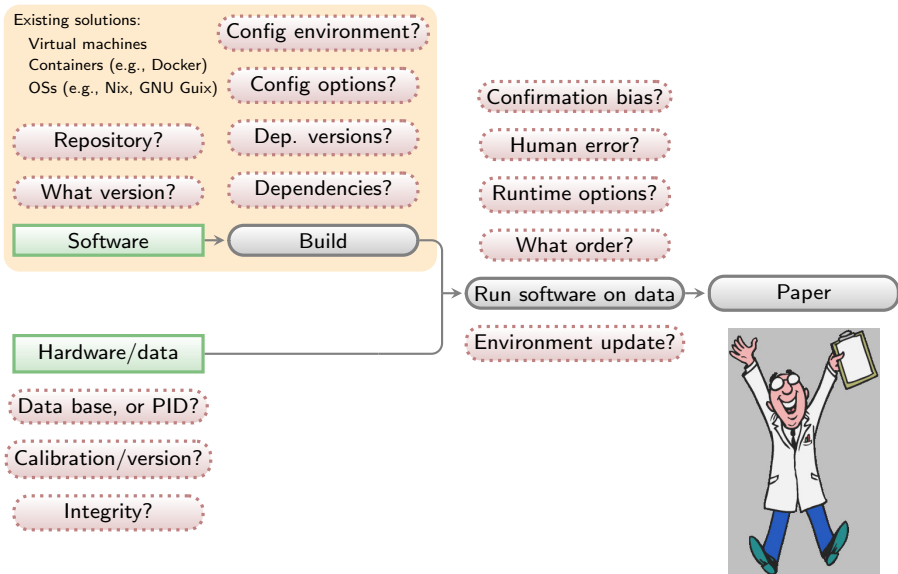 Existing solutions:
Virtual machines
Containers (e.g., Docker)
OSs (e.g., Nix, GNU Guix)
Config environment?
Config options?
Repository?
Dep. versions?
What version?
Dependencies?
Software
Build
Confirmation bias?
Human error?
Runtime options?
What order?
Run software on data
Paper
Environment update?
Hardware/data
Data base, or PID?
Calibration/version?
Integrity?